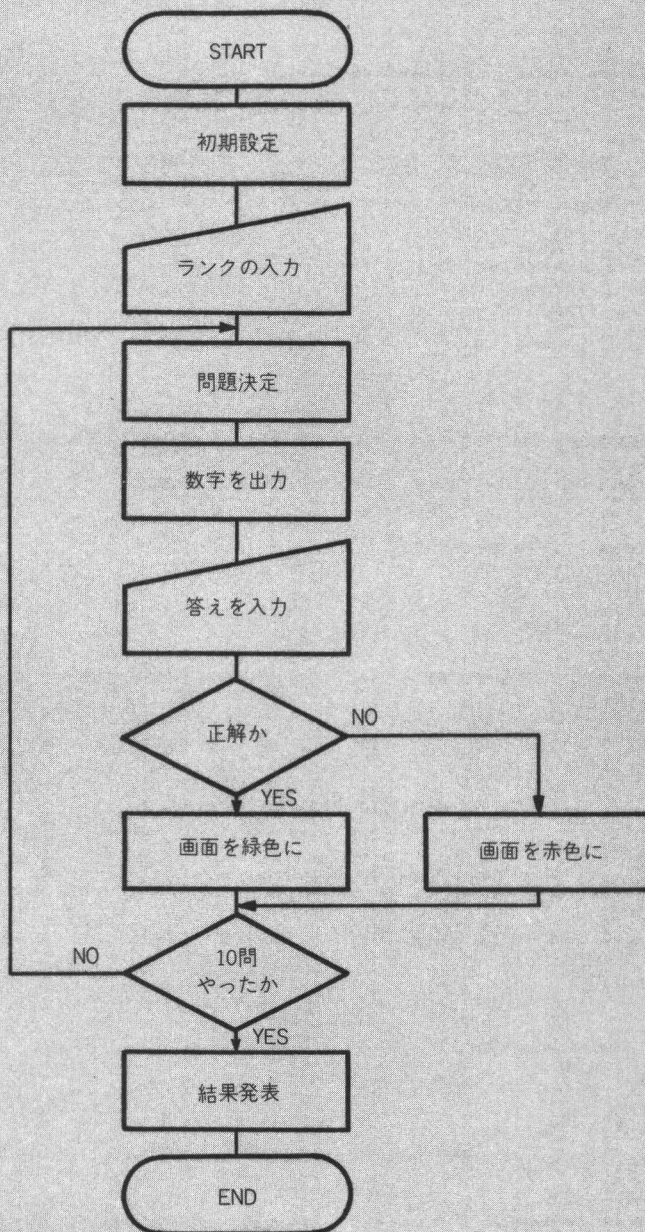 START
初期設定
ランクの入力
問題決定
数字を出力
答えを入力
正解か
NO
YES
画面を緑色に
画面を赤色に
NO
10問
やったか
YES
結果発表
END